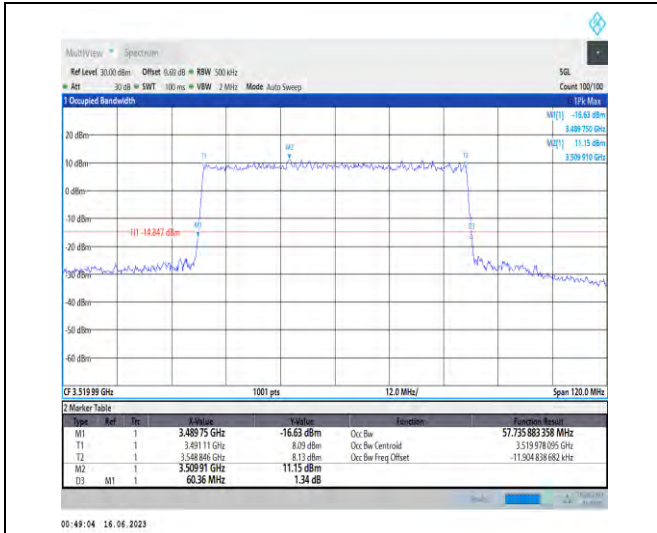 MultiView Spectrum
Ref Level 30.00 dBm Offset 0.60 dB RBW 500 kHz SGL
Att 30 dB SWT 100 ms VBW 2 MHz Mode Auto Sweep Count 100/100
1 Occupied Bandwidth 1Pk Max
M1[1] -16.63 dBm
3.489 750 GHz
M2[1] 11.15 dBm
3.509 910 GHz
20 dBm
M2
T1 T2
10 dBm
0 dBm
-10 dBm
M1 D3
H1 -14.847 dBm
-20 dBm
-30 dBm
-40 dBm
-50 dBm
-60 dBm
CF 3.519 99 GHz 1001 pts 12.0 MHz/ Span 120.0 MHz
2 Marker Table
Type Ref Trc X-Value Y-Value Function Function Result
M1 1 3.489 75 GHz -16.63 dBm Occ Bw 57.735 883 358 MHz
T1 1 3.491 11 GHz 8.09 dBm Occ Bw Centroid 3.519 978 095 GHz
T2 1 3.548 846 GHz 8.13 dBm Occ Bw Freq Offset -11.904 838 682 kHz
M2 1 3.509 91 GHz 11.15 dBm
D3 M1 1 60.36 MHz 1.34 dB
00:49:04 16.06.2023